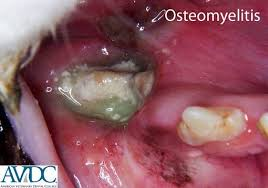 Osteomyelitis
AVDC
AMERICAN VETERINARY DENTAL COLLEGE